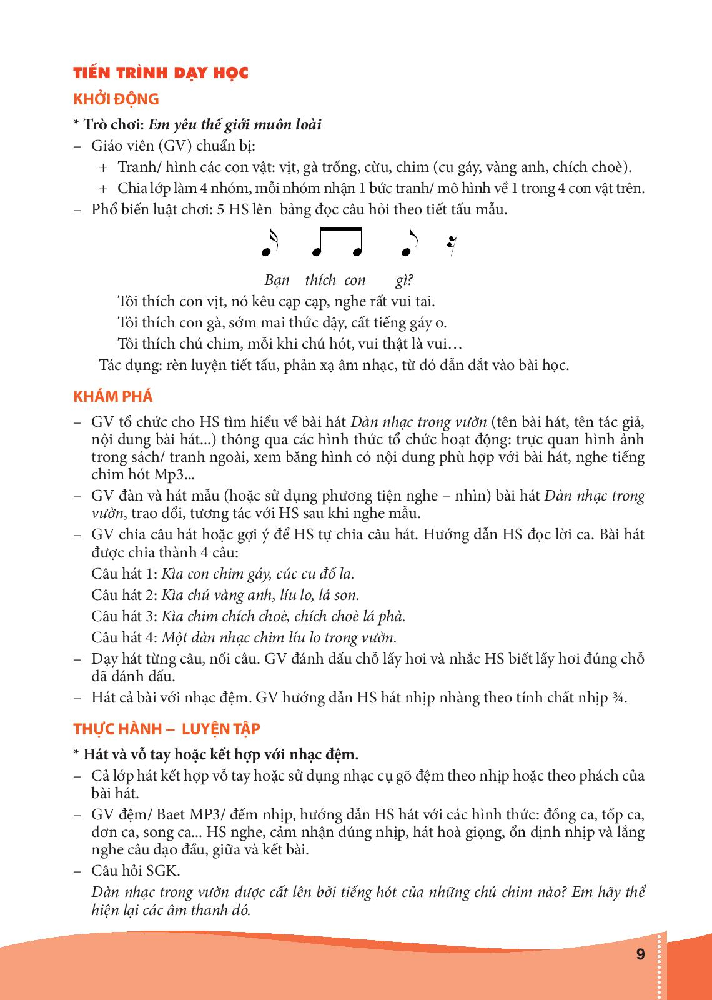 TIẾN TRÌNH DẠY HỌC
KHỞI ĐỘNG
* Trò chơi: Em yêu thế giới muôn loài
– Giáo viên (GV) chuẩn bị:
+ Tranh/ hình các con vật: vịt, gà trống, cừu, chim (cu gáy, vàng anh, chích choè).
+ Chia lớp làm 4 nhóm, mỗi nhóm nhận 1 bức tranh/ mô hình về 1 trong 4 con vật trên.
– Phổ biến luật chơi: 5 HS lên bảng đọc câu hỏi theo tiết tấu mẫu.
Bạn thích con gì?
Tôi thích con vịt, nó kêu cạp cạp, nghe rất vui tai.
Tôi thích con gà, sớm mai thức dậy, cất tiếng gáy o.
Tôi thích chú chim, mỗi khi chú hót, vui thật là vui…
Tác dụng: rèn luyện tiết tấu, phản xạ âm nhạc, từ đó dẫn dắt vào bài học.
KHÁM PHÁ
– GV tổ chức cho HS tìm hiểu về bài hát Dàn nhạc trong vườn (tên bài hát, tên tác giả,
nội dung bài hát...) thông qua các hình thức tổ chức hoạt động: trực quan hình ảnh
trong sách/ tranh ngoài, xem băng hình có nội dung phù hợp với bài hát, nghe tiếng
chim hót Mp3...
– GV đàn và hát mẫu (hoặc sử dụng phương tiện nghe – nhìn) bài hát Dàn nhạc trong
vườn, trao đổi, tương tác với HS sau khi nghe mẫu.
– GV chia câu hát hoặc gợi ý để HS tự chia câu hát. Hướng dẫn HS đọc lời ca. Bài hát
được chia thành 4 câu:
Câu hát 1: Kìa con chim gáy, cúc cu đố la.
Câu hát 2: Kìa chú vàng anh, líu lo, lá son.
Câu hát 3: Kìa chim chích choè, chích choè lá phà.
Câu hát 4: Một dàn nhạc chim líu lo trong vườn.
– Dạy hát từng câu, nối câu. GV đánh dấu chỗ lấy hơi và nhắc HS biết lấy hơi đúng chỗ
đã đánh dấu.
– Hát cả bài với nhạc đệm. GV hướng dẫn HS hát nhịp nhàng theo tính chất nhịp ¾.
THỰC HÀNH – LUYỆN TẬP
* Hát và vỗ tay hoặc kết hợp với nhạc đệm.
– Cả lớp hát kết hợp vỗ tay hoặc sử dụng nhạc cụ gõ đệm theo nhịp hoặc theo phách của
bài hát.
– GV đệm/ Baet MP3/ đếm nhịp, hướng dẫn HS hát với các hình thức: đồng ca, tốp ca,
đơn ca, song ca... HS nghe, cảm nhận đúng nhịp, hát hoà giọng, ổn định nhịp và lắng
nghe câu dạo đầu, giữa và kết bài.
– Câu hỏi SGK.
Dàn nhạc trong vườn được cất lên bởi tiếng hót của những chú chim nào? Em hãy thể
hiện lại các âm thanh đó.
9